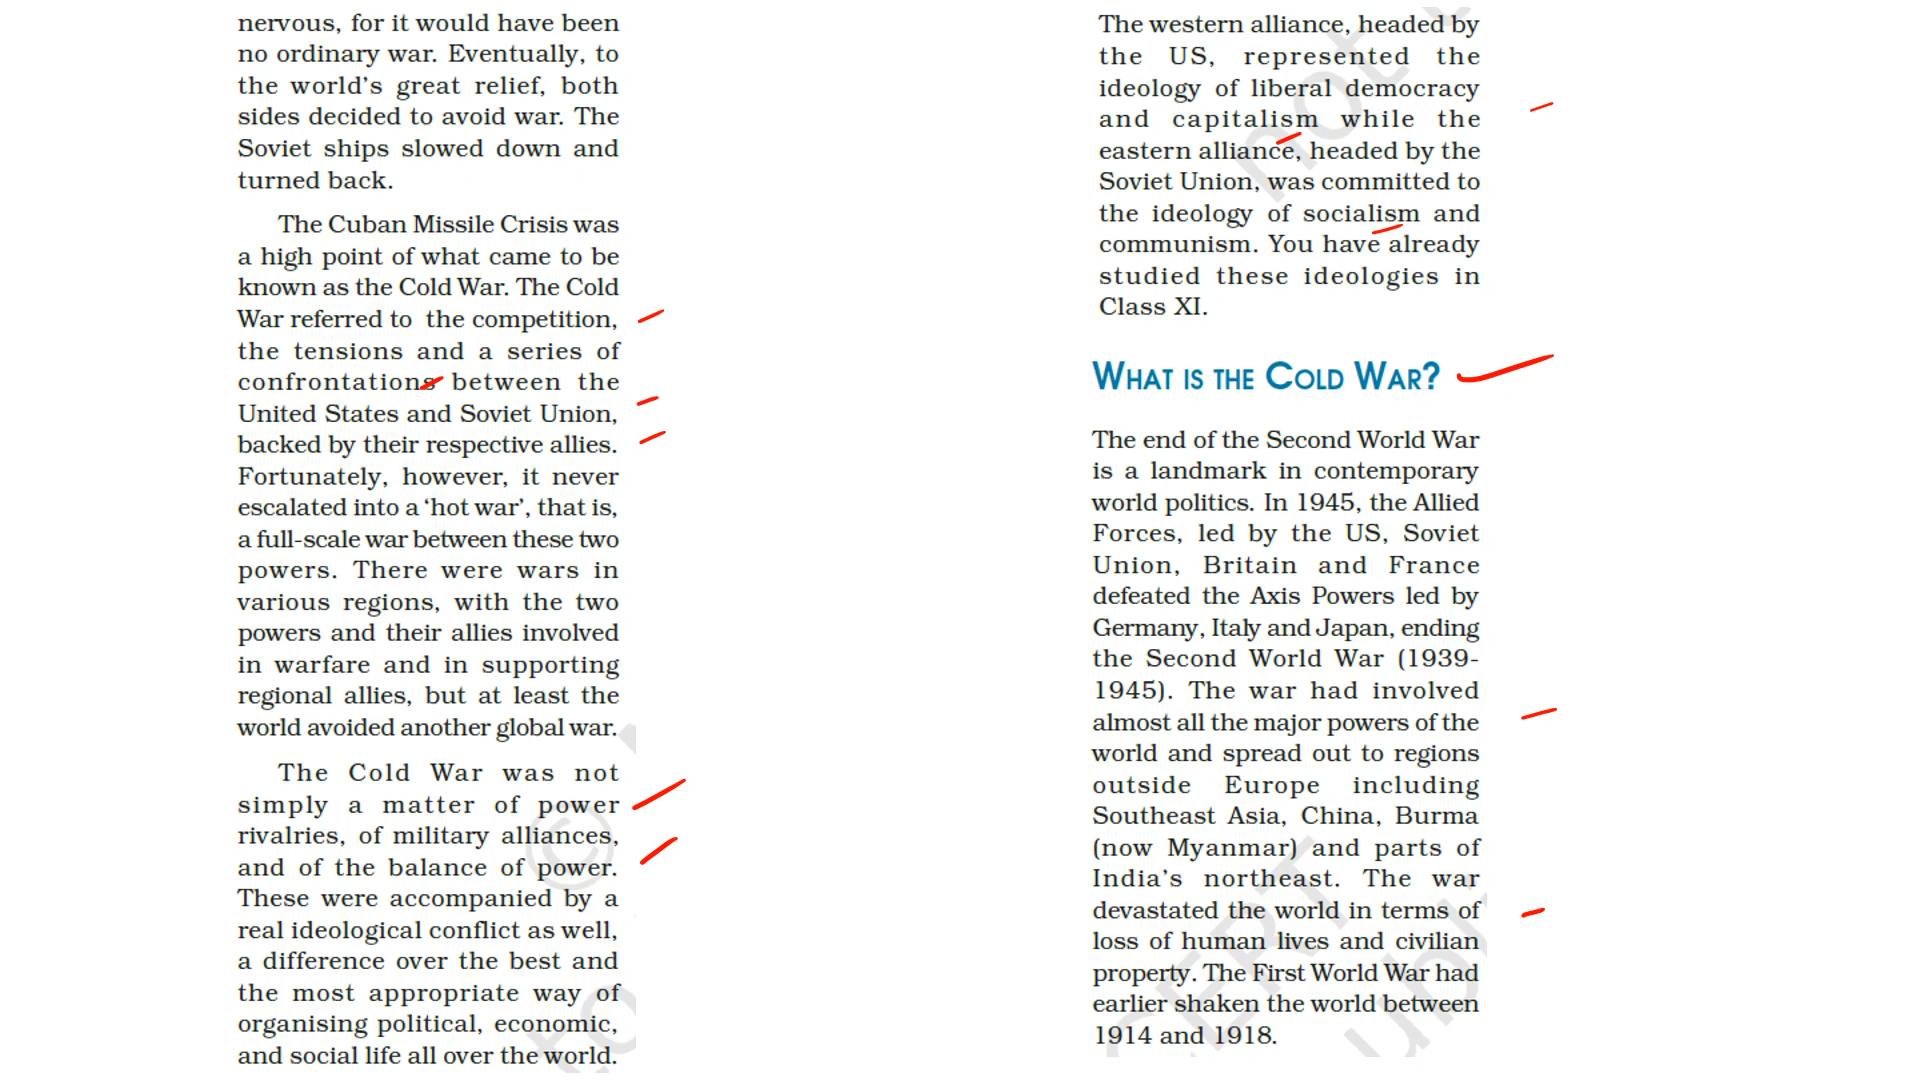 nervous, for it would have been
no ordinary war. Eventually, to
the world's great relief, both
sides decided to avoid war. The
Soviet ships slowed down and
turned back.
The Cuban Missile Crisis was
a high point of what came to be
known as the Cold War. The Cold
War referred to the competition,
the tensions and a series of
confrontations between the
United States and Soviet Union,
backed by their respective allies.
Fortunately, however, it never
escalated into a ‘hot war’, that is,
a full-scale war between these two
powers. There were wars in
various regions, with the two
powers and their allies involved
in warfare and in supporting
regional allies, but at least the
world avoided another global war.
The Cold War was not
simply a matter of power
rivalries, of military alliances,
and of the balance of power.
These were accompanied by a
real ideological conflict as well,
a difference over the best and
the most appropriate way of
organising political, economic,
and social life all over the world.
The western alliance, headed by
the US, represented the
ideology of liberal democracy
and capitalism while the
eastern alliance, headed by the
Soviet Union, was committed to
the ideology of socialism and
communism. You have already
studied these ideologies in
Class XI.
WHAT IS THE COLD WAR?
The end of the Second World War
is a landmark in contemporary
world politics. In 1945, the Allied
Forces, led by the US, Soviet
Union, Britain and France
defeated the Axis Powers led by
Germany, Italy and Japan, ending
the Second World War (1939-
1945). The war had involved
almost all the major powers of the
world and spread out to regions
outside Europe including
Southeast Asia, China, Burma
(now Myanmar) and parts of
India's northeast. The war
devastated the world in terms of
loss of human lives and civilian
property. The First World War had
earlier shaken the world between
1914 and 1918.